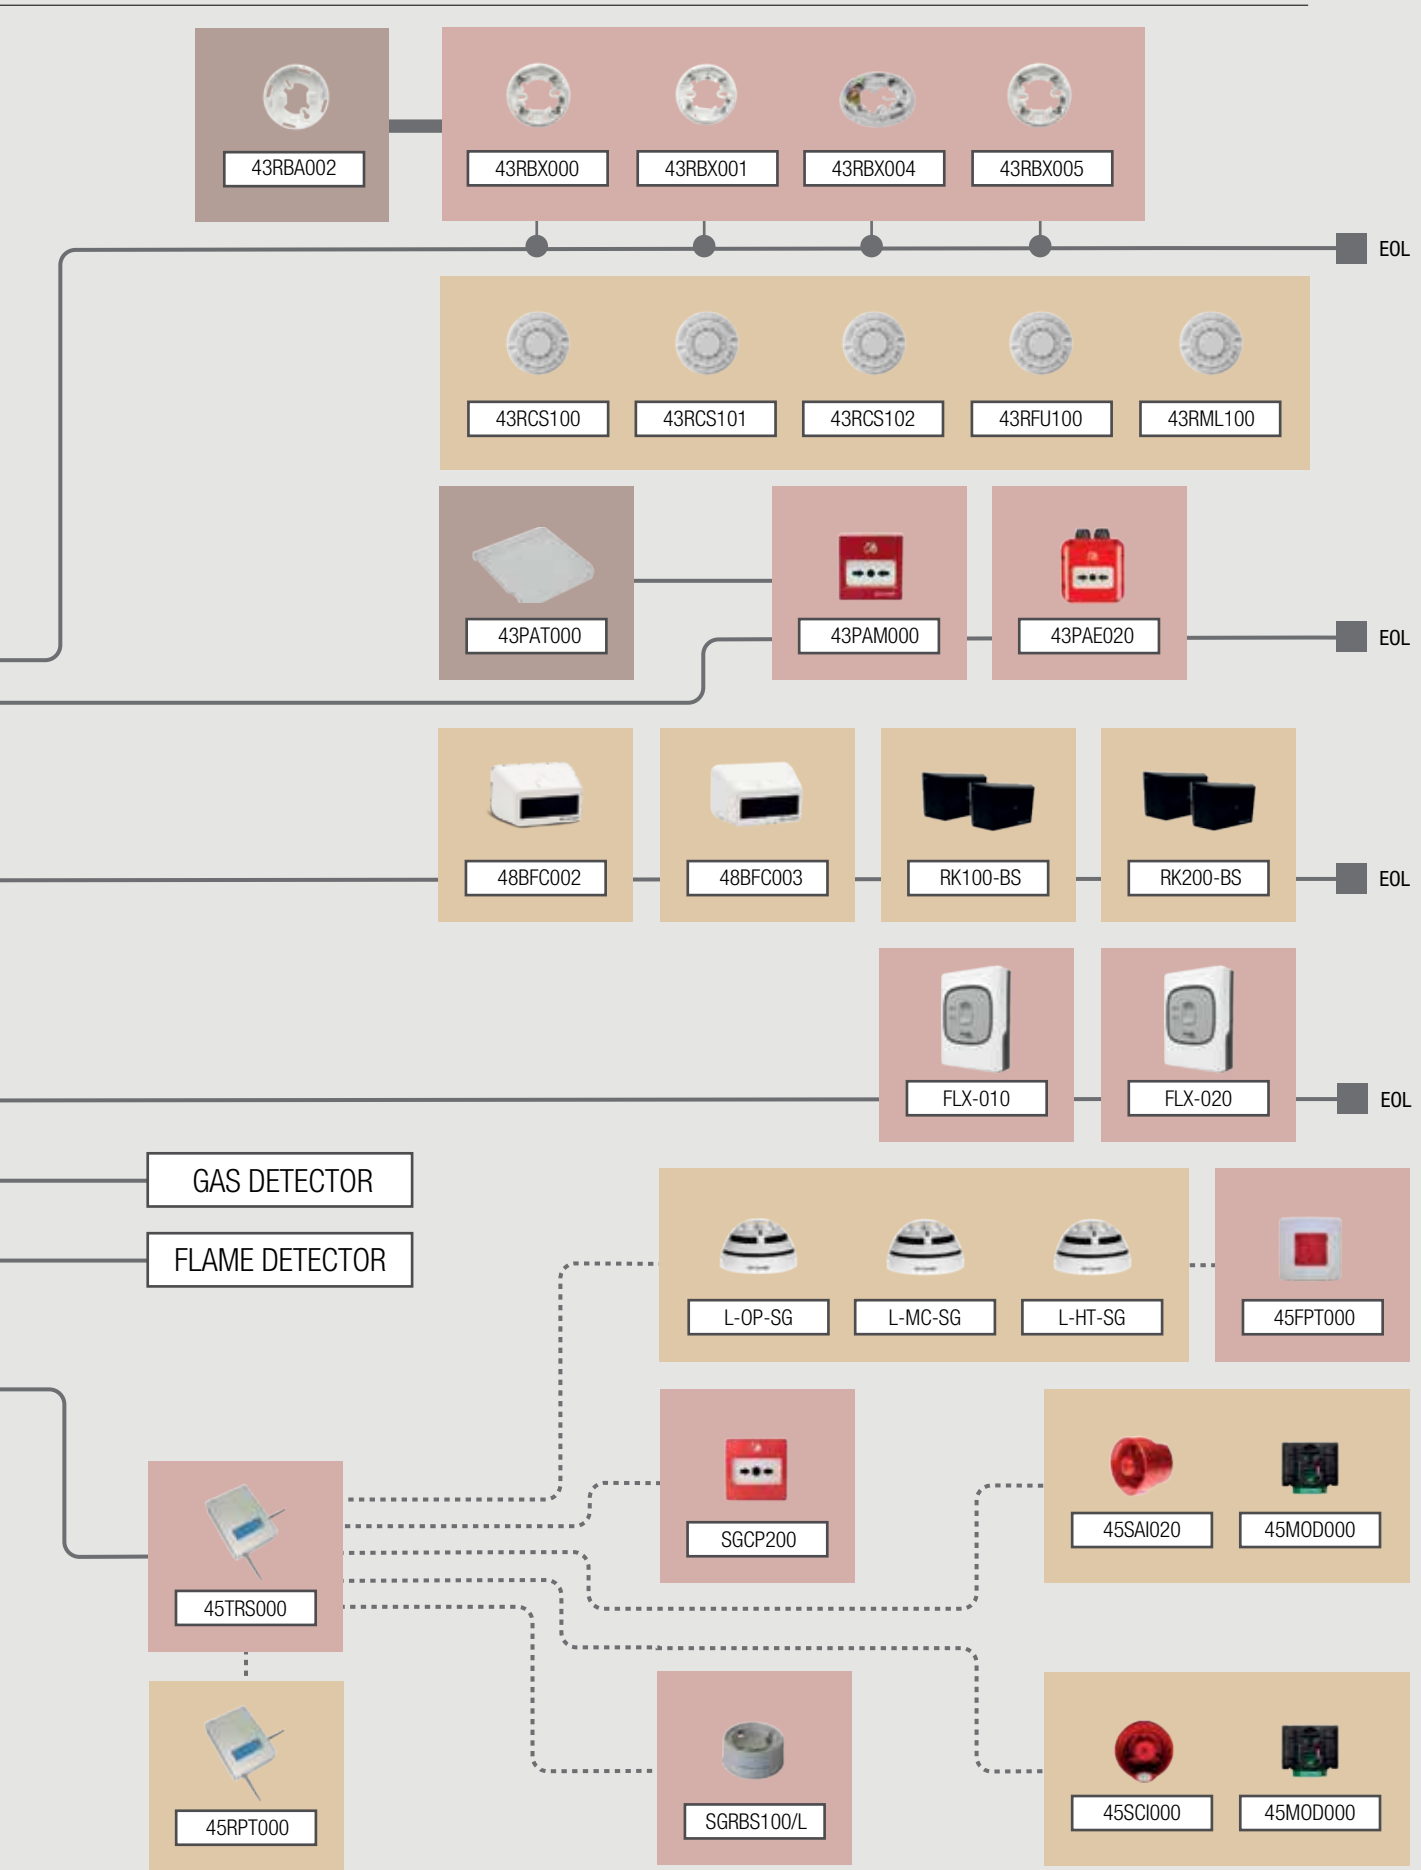 43RBA002
43RBX000
43RBX001
43RBX004
43RBX005
EOL
43RCS100
43RCS101
43RCS102
43RFU100
43RML100
43PAT000
43PAM000
43PAE020
EOL
48BFC002
48BFC003
RK100-BS
RK200-BS
EOL
FLX-010
FLX-020
EOL
GAS DETECTOR
FLAME DETECTOR
L-OP-SG
L-MC-SG
L-HT-SG
45FPT000
SGCP200
45SAI020
45MOD000
45TRS000
45RPT000
SGRBS100/L
45SCI000
45MOD000